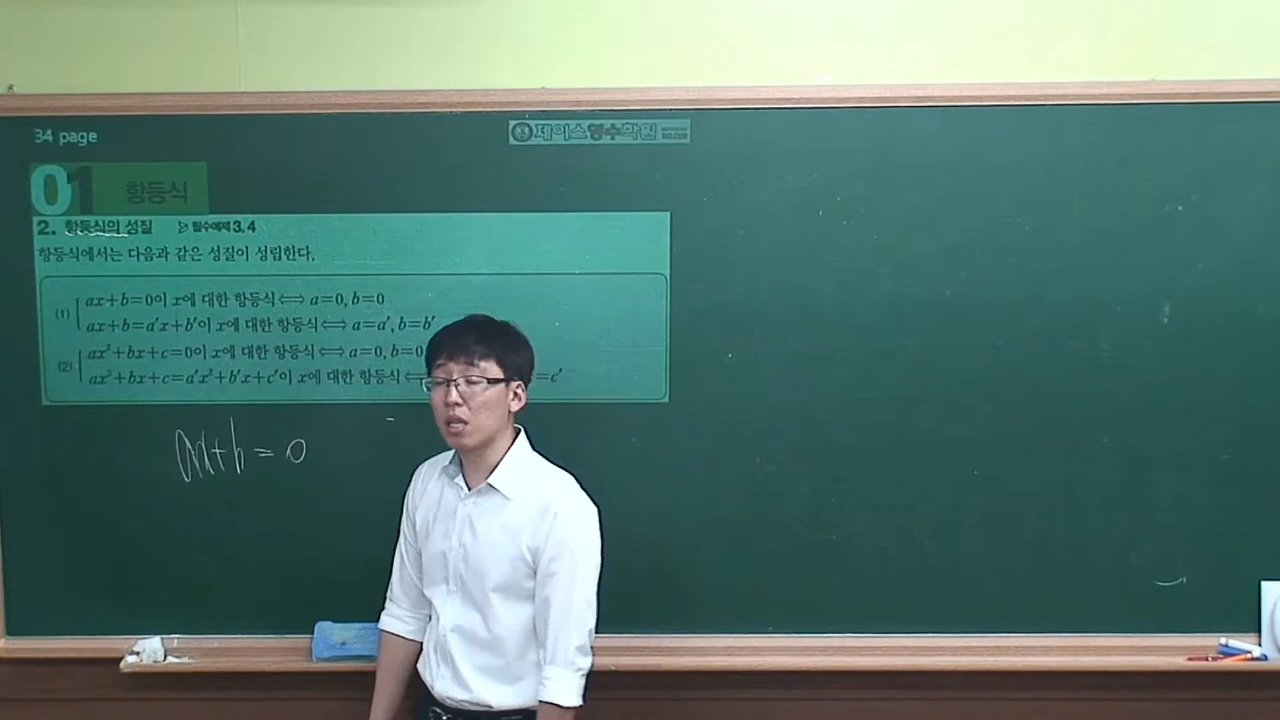 34 page
제이스영수학원
01 항등식
2. 항등식의 성질 ▷ 필수예제 3, 4
항등식에서는 다음과 같은 성질이 성립한다.
(1) ax+b=0이 x에 대한 항등식⟺a=0, b=0
ax+b=a′x+b′이 x에 대한 항등식⟺a=a′, b=b′
(2) ax²+bx+c=0이 x에 대한 항등식⟺a=0, b=0
ax²+bx+c=a′x²+b′x+c′이 x에 대한 항등식⟺ =c′
ax+b=0